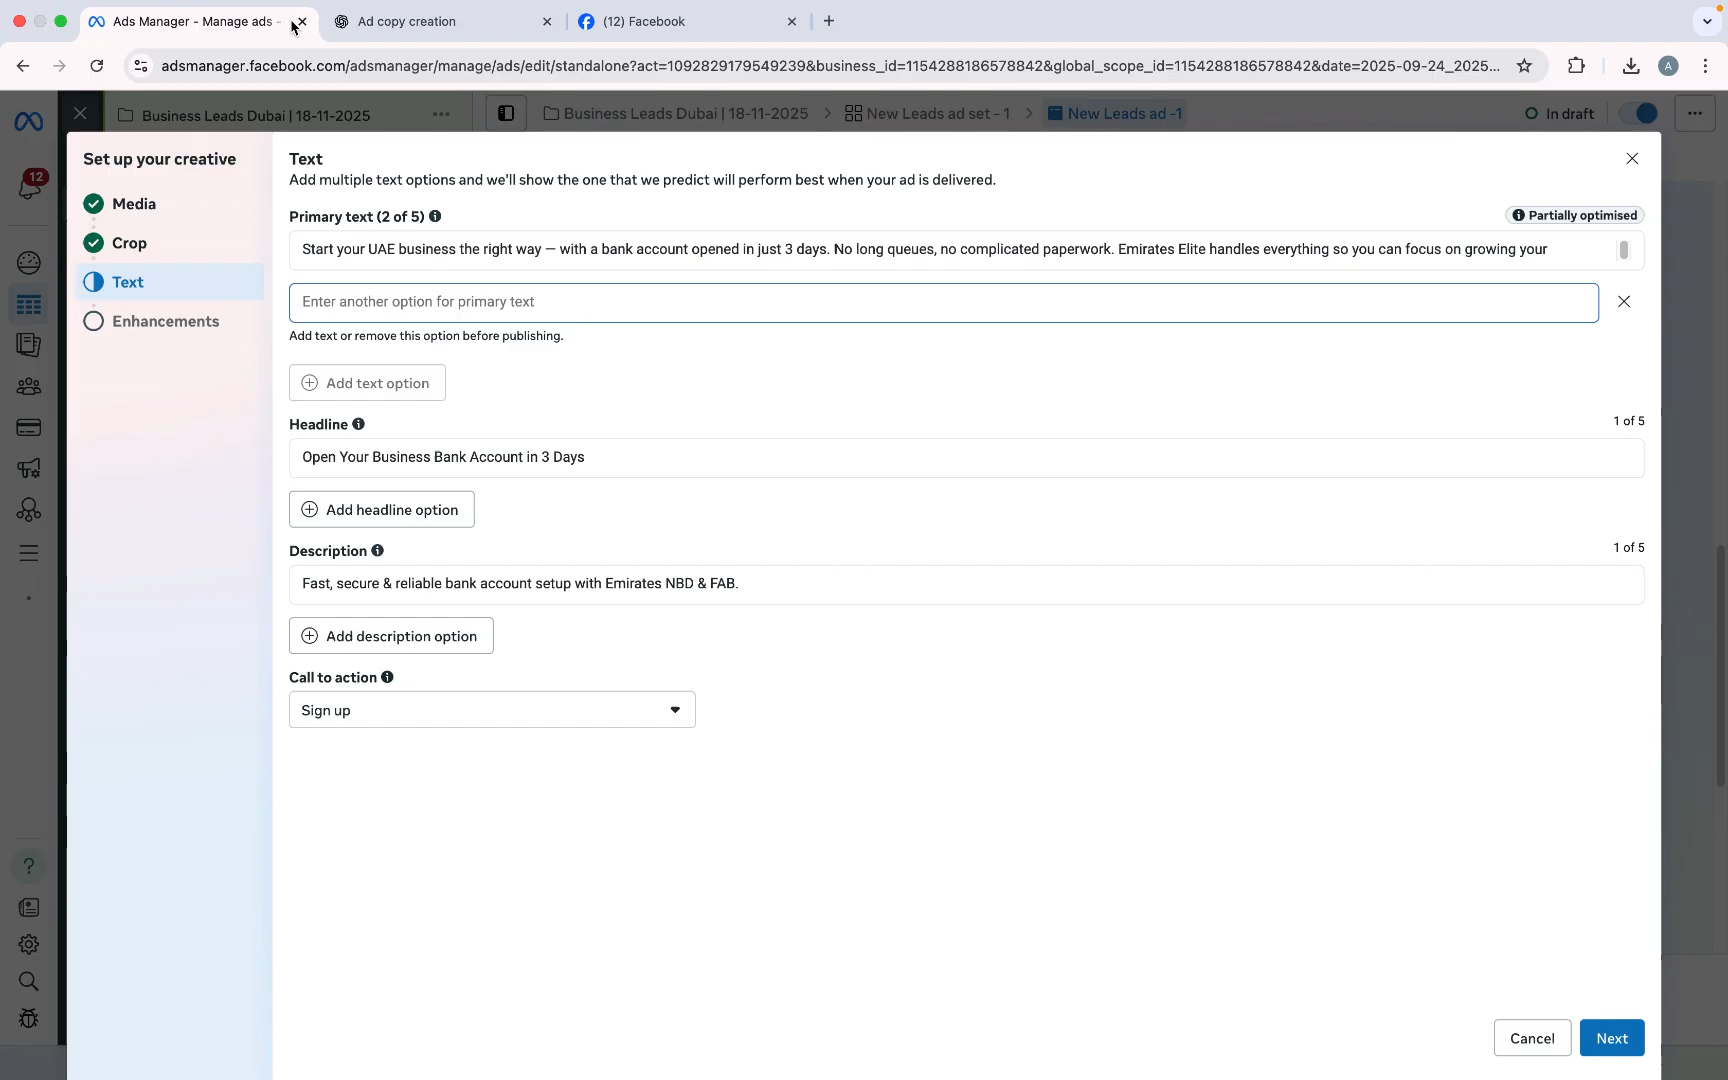 Ads Manager - Manage ads -
Ad copy creation
(12) Facebook
adsmanager.facebook.com/adsmanager/manage/ads/edit/standalone?act=1092829179549239&business_id=1154288186578842&global_scope_id=1154288186578842&date=2025-09-24_2025...
A
Business Leads Dubai | 18-11-2025
Business Leads Dubai | 18-11-2025
New Leads ad set - 1
New Leads ad -1
In draft
12
Set up your creative
Media
Crop
Text
Enhancements
Text
Add multiple text options and we'll show the one that we predict will perform best when your ad is delivered.
Primary text (2 of 5)
Partially optimised
Start your UAE business the right way — with a bank account opened in just 3 days. No long queues, no complicated paperwork. Emirates Elite handles everything so you can focus on growing your
Enter another option for primary text
Add text or remove this option before publishing.
Add text option
Headline
1 of 5
Open Your Business Bank Account in 3 Days
Add headline option
Description
1 of 5
Fast, secure & reliable bank account setup with Emirates NBD & FAB.
Add description option
Call to action
Sign up
Cancel
Next